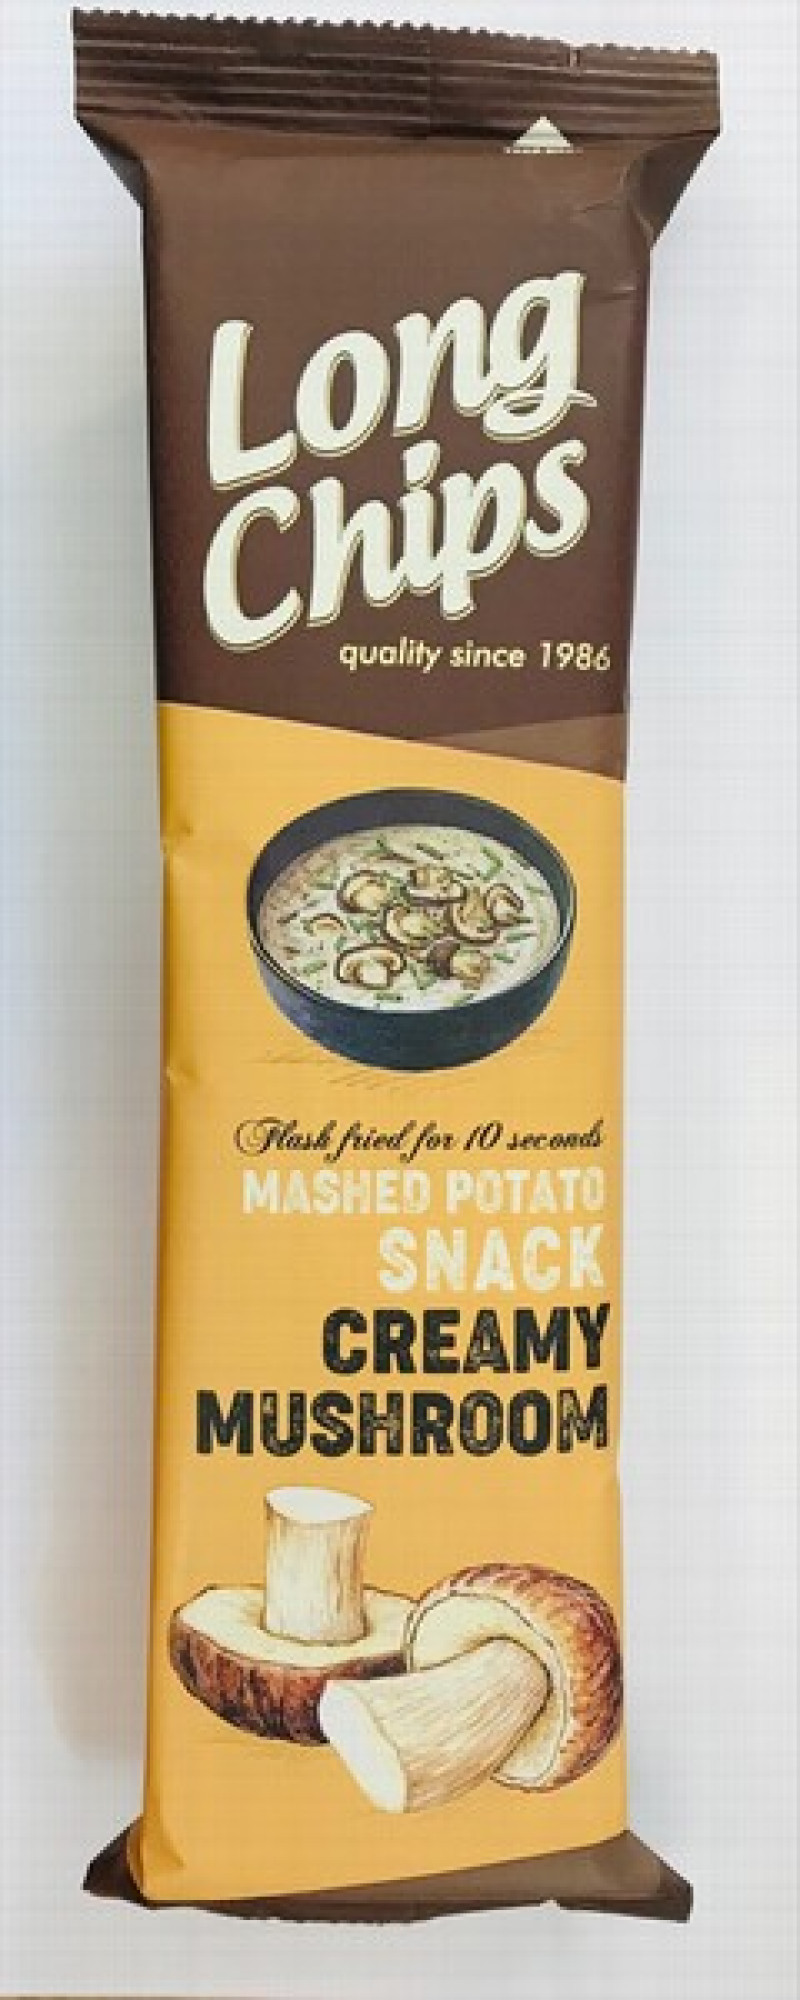 Long
Chips
quality since 1986
Flash fried for 10 seconds
MASHED POTATO
SNACK
CREAMY
MUSHROOM